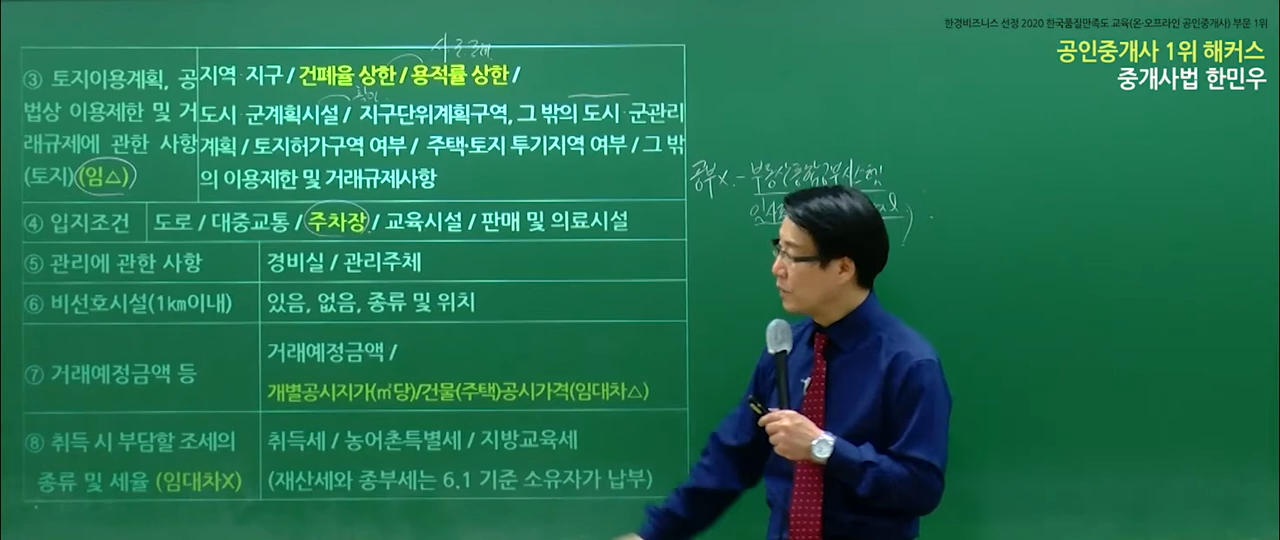 한경비즈니스 선정 2020 한국품질만족도 교육(온·오프라인 공인중개사) 부문 1위
공인중개사 1위 해커스
중개사법 한민우
③ 토지이용계획, 공법상 이용제한 및 거래규제에 관한 사항(토지)(임△)
지역·지구 / 건폐율 상한 / 용적률 상한 /
도시·군계획시설 / 지구단위계획구역, 그 밖의 도시·군관리
계획 / 토지허가구역 여부 / 주택·토지 투기지역 여부 / 그 밖
의 이용제한 및 거래규제사항
공부X. - 부동산종합공부시스템
④ 입지조건
도로 / 대중교통 / 주차장 / 교육시설 / 판매 및 의료시설
⑤ 관리에 관한 사항
경비실 / 관리주체
⑥ 비선호시설(1㎞이내)
있음, 없음, 종류 및 위치
⑦ 거래예정금액 등
거래예정금액 /
개별공시지가(㎡당)/건물(주택)공시가격(임대차△)
⑧ 취득 시 부담할 조세의
종류 및 세율 (임대차X)
취득세 / 농어촌특별세 / 지방교육세
(재산세와 종부세는 6.1 기준 소유자가 납부)